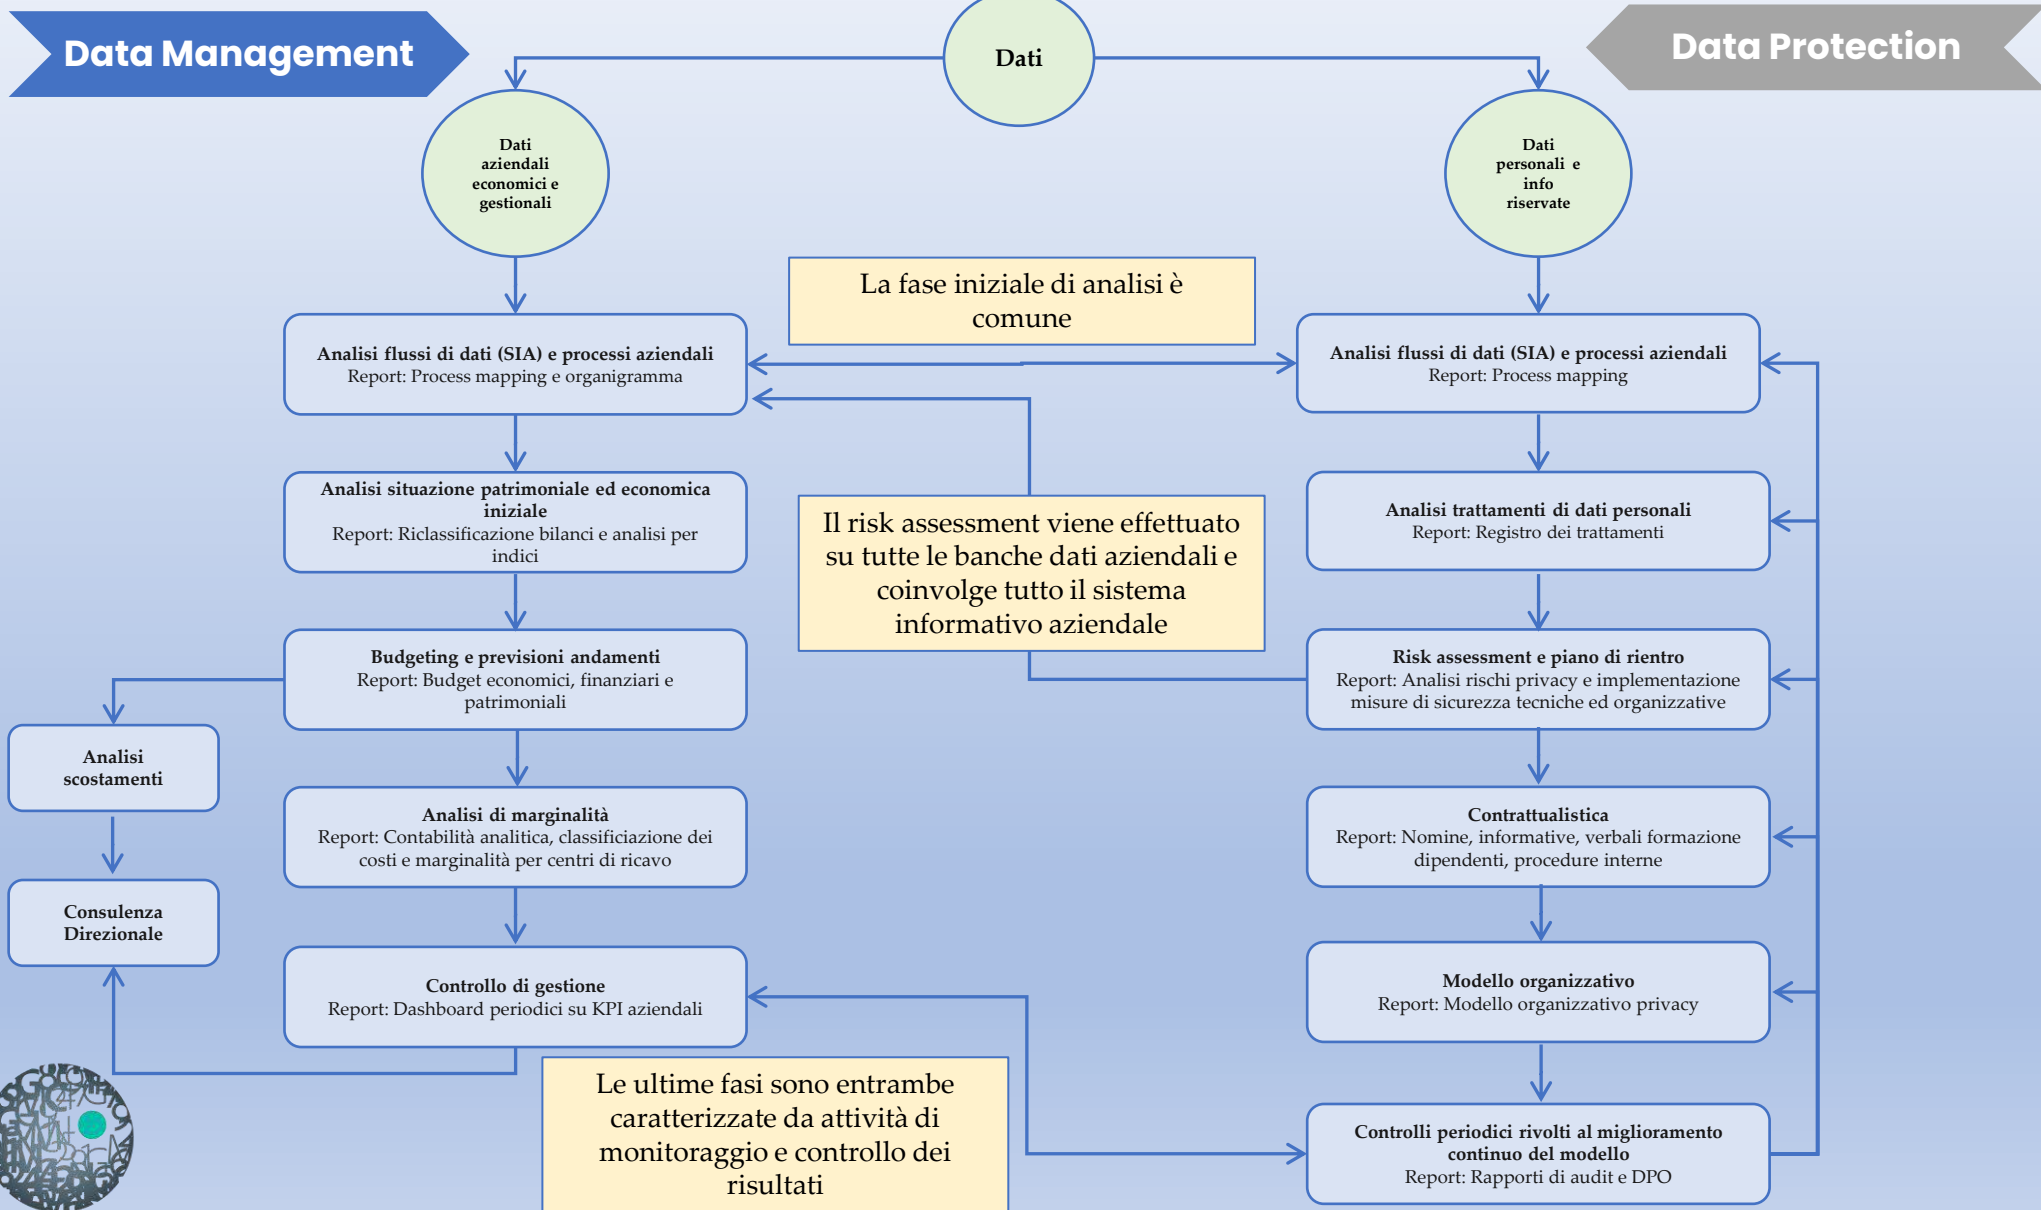 Data Management
Dati
Data Protection
Dati
aziendali
economici e
gestionali
Dati
personali e
info
riservate
La fase iniziale di analisi è
comune
Analisi flussi di dati (SIA) e processi aziendali
Report: Process mapping e organigramma
Analisi flussi di dati (SIA) e processi aziendali
Report: Process mapping
Analisi situazione patrimoniale ed economica
iniziale
Report: Riclassificazione bilanci e analisi per
indici
Il risk assessment viene effettuato
su tutte le banche dati aziendali e
coinvolge tutto il sistema
informativo aziendale
Analisi trattamenti di dati personali
Report: Registro dei trattamenti
Budgeting e previsioni andamenti
Report: Budget economici, finanziari e
patrimoniali
Risk assessment e piano di rientro
Report: Analisi rischi privacy e implementazione
misure di sicurezza tecniche ed organizzative
Analisi
scostamenti
Analisi di marginalità
Report: Contabilità analitica, classificiazione dei
costi e marginalità per centri di ricavo
Contrattualistica
Report: Nomine, informative, verbali formazione
dipendenti, procedure interne
Consulenza
Direzionale
Controllo di gestione
Report: Dashboard periodici su KPI aziendali
Modello organizzativo
Report: Modello organizzativo privacy
Le ultime fasi sono entrambe
caratterizzate da attività di
monitoraggio e controllo dei
risultati
Controlli periodici rivolti al miglioramento
continuo del modello
Report: Rapporti di audit e DPO